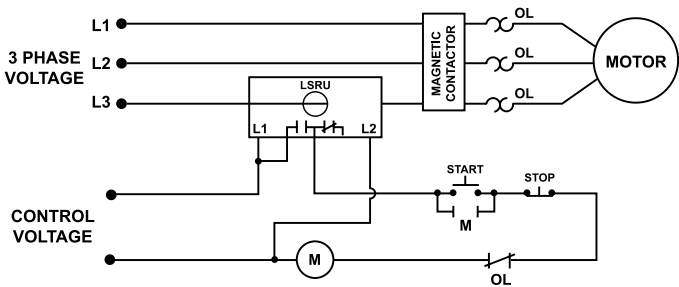 L1
OL
3 PHASE
VOLTAGE
L2
OL
MAGNETIC
CONTACTOR
MOTOR
LSRU
L3
OL
L1
L2
START
STOP
M
CONTROL
VOLTAGE
M
OL